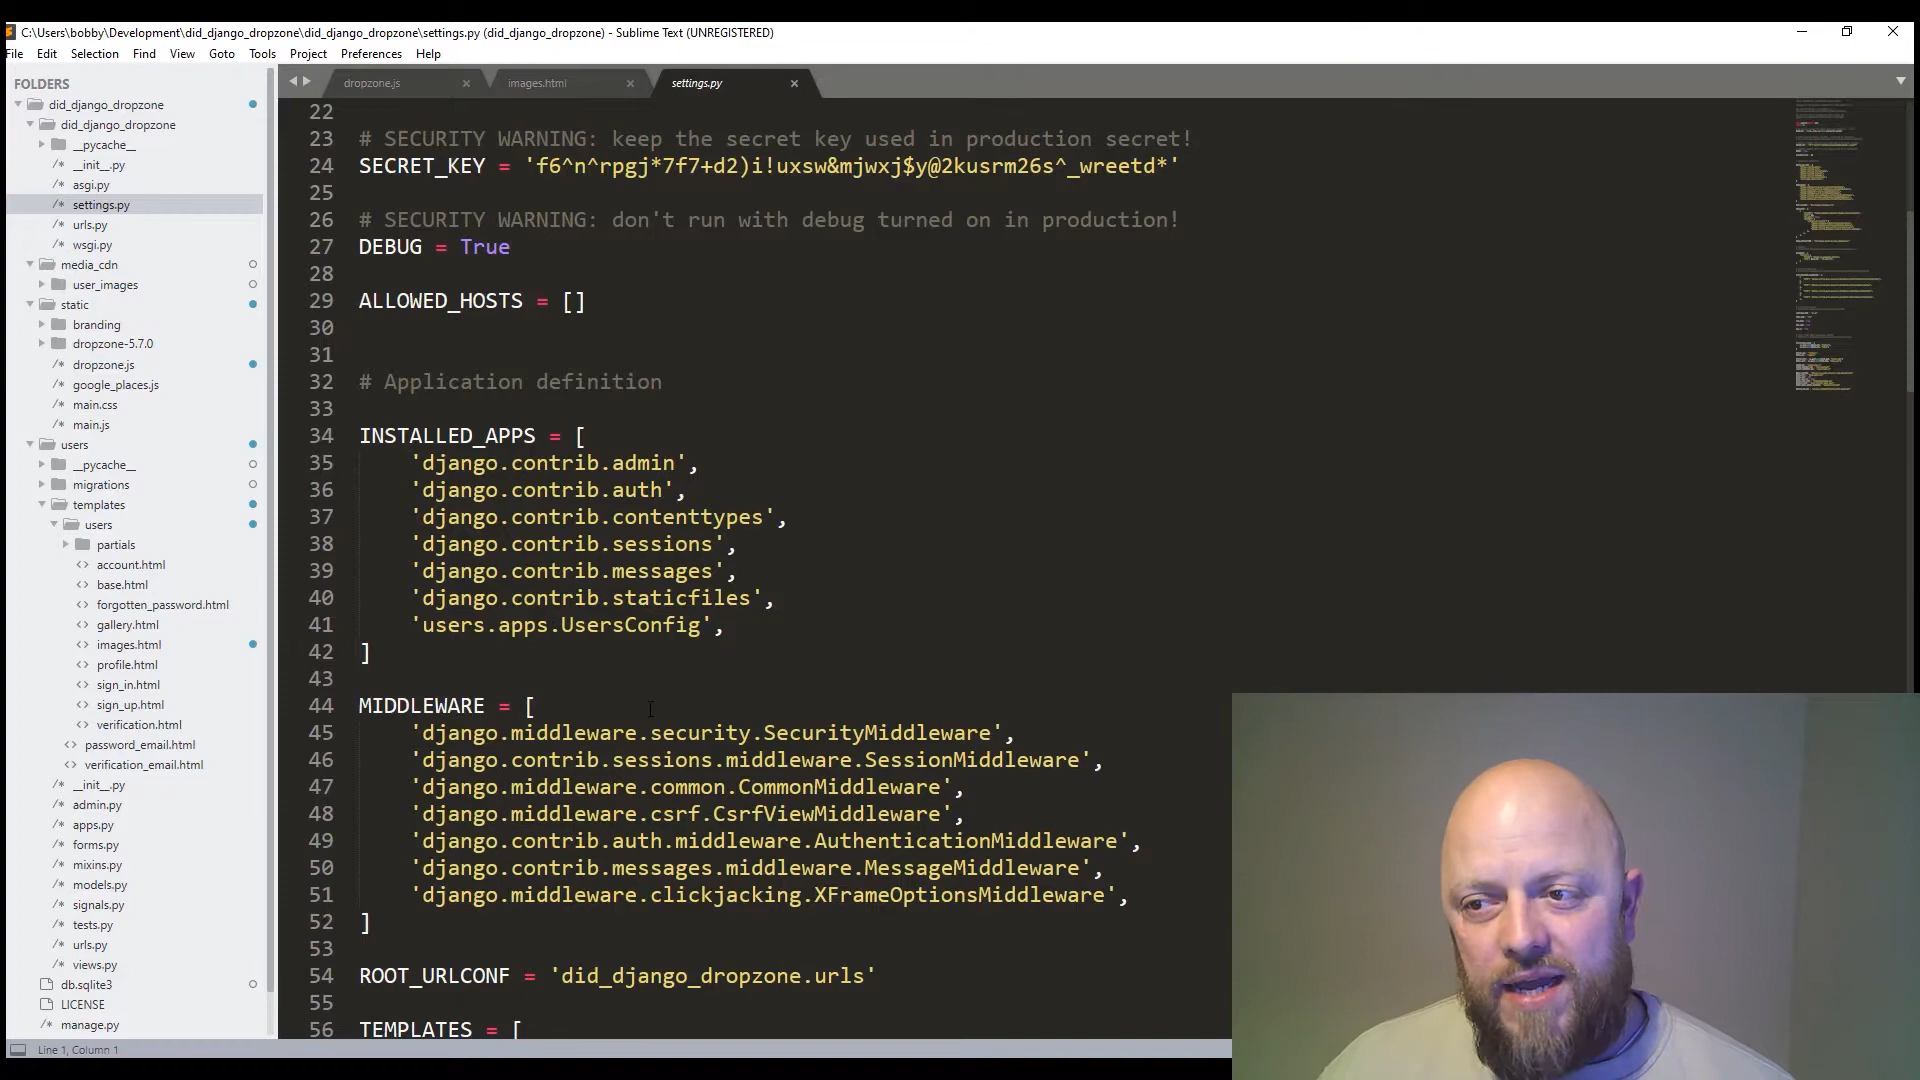 C:\Users\bobby\Development\did_django_dropzone\did_django_dropzone\settings.py (did_django_dropzone) - Sublime Text (UNREGISTERED)
File Edit Selection Find View Goto Tools Project Preferences Help
FOLDERS
did_django_dropzone
did_django_dropzone
__pycache__
/* __init__.py
/* asgi.py
/* settings.py
/* urls.py
/* wsgi.py
media_cdn
user_images
static
branding
dropzone-5.7.0
/* dropzone.js
/* google_places.js
/* main.css
/* main.js
users
__pycache__
migrations
templates
users
partials
<> account.html
<> base.html
<> forgotten_password.html
<> gallery.html
<> images.html
<> profile.html
<> sign_in.html
<> sign_up.html
<> verification.html
<> password_email.html
<> verification_email.html
/* __init__.py
/* admin.py
/* apps.py
/* forms.py
/* mixins.py
/* models.py
/* signals.py
/* tests.py
/* urls.py
/* views.py
db.sqlite3
LICENSE
/* manage.py
dropzone.js × images.html × settings.py ×
22
23 # SECURITY WARNING: keep the secret key used in production secret!
24 SECRET_KEY = 'f6^n^rpgj*7f7+d2)i!uxsw&mjwxj$y@2kusrm26s^_wreetd*'
25
26 # SECURITY WARNING: don't run with debug turned on in production!
27 DEBUG = True
28
29 ALLOWED_HOSTS = []
30
31
32 # Application definition
33
34 INSTALLED_APPS = [
35 'django.contrib.admin',
36 'django.contrib.auth',
37 'django.contrib.contenttypes',
38 'django.contrib.sessions',
39 'django.contrib.messages',
40 'django.contrib.staticfiles',
41 'users.apps.UsersConfig',
42 ]
43
44 MIDDLEWARE = [
45 'django.middleware.security.SecurityMiddleware',
46 'django.contrib.sessions.middleware.SessionMiddleware',
47 'django.middleware.common.CommonMiddleware',
48 'django.middleware.csrf.CsrfViewMiddleware',
49 'django.contrib.auth.middleware.AuthenticationMiddleware',
50 'django.contrib.messages.middleware.MessageMiddleware',
51 'django.middleware.clickjacking.XFrameOptionsMiddleware',
52 ]
53
54 ROOT_URLCONF = 'did_django_dropzone.urls'
55
56 TEMPLATES = [
Line 1, Column 1